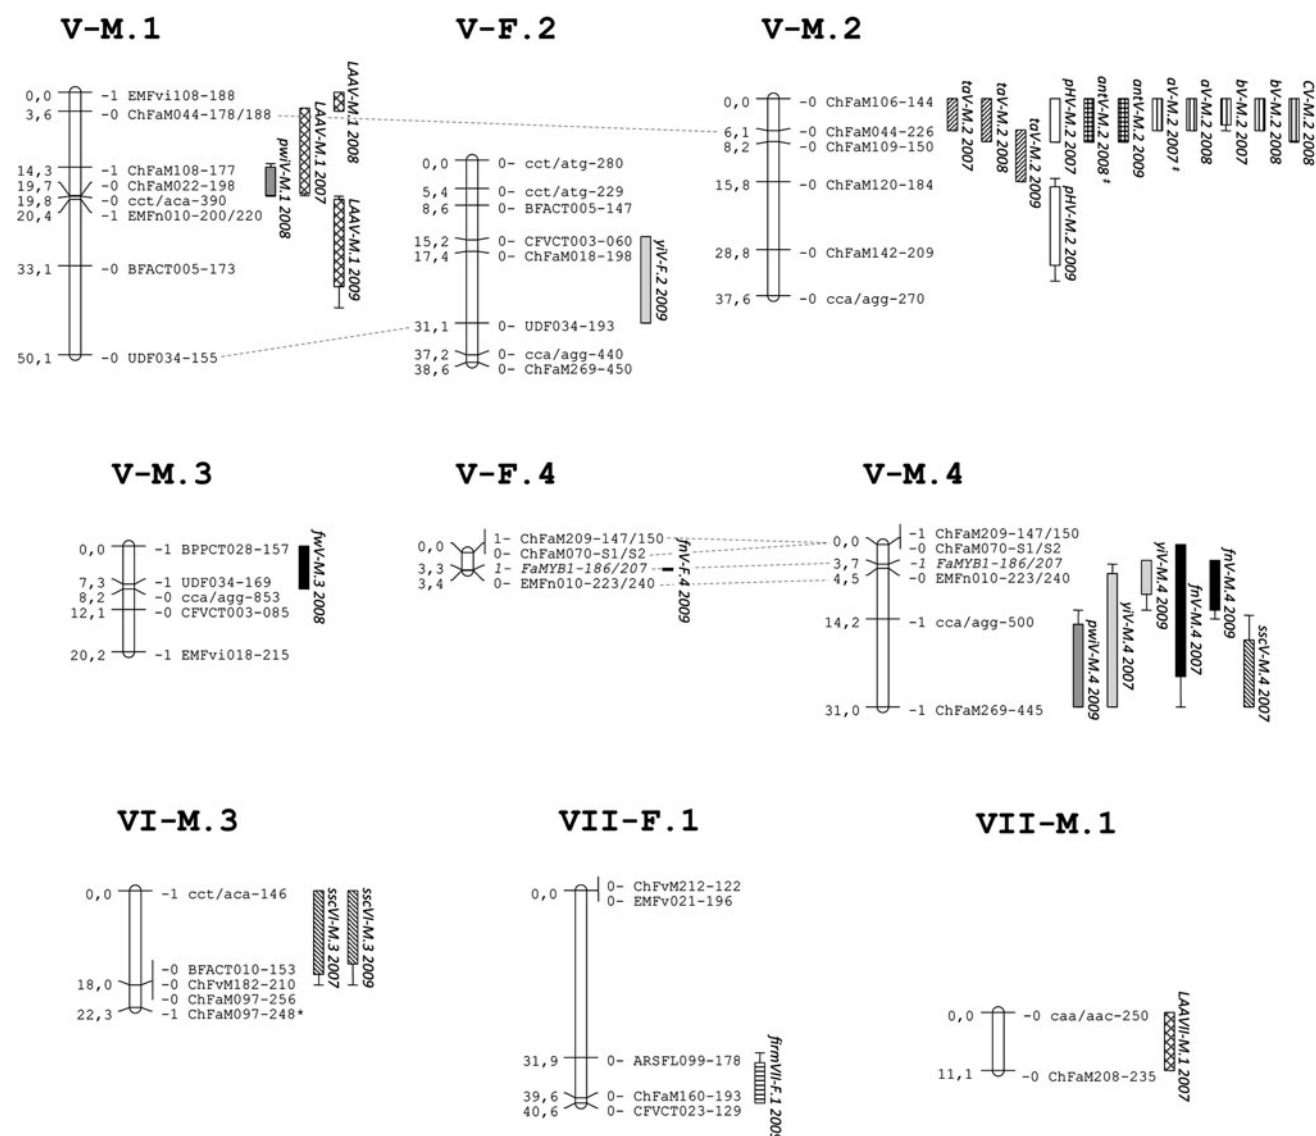 V-M.1
0,0 -1 EMFvi108-188
3,6 -0 ChFaM044-178/188
14,3 -1 ChFaM108-177
19,7 -0 ChFaM022-198
19,8 -0 cct/aca-390
20,4 -1 EMFn010-200/220
33,1 -0 BFACT005-173
50,1 -0 UDF034-155
pwiV-M.1 2008
LAAV-M.1 2007
LAAV-M.1 2008
LAAV-M.1 2009
V-F.2
0,0 0- cct/atg-280
5,4 0- cct/atg-229
8,6 0- BFACT005-147
15,2 0- CFVCT003-060
17,4 0- ChFaM018-198
31,1 0- UDF034-193
37,2 0- cca/agg-440
38,6 0- ChFaM269-450
yiV-F.2 2009
V-M.2
0,0 -0 ChFaM106-144
6,1 -0 ChFaM044-226
8,2 -0 ChFaM109-150
15,8 -0 ChFaM120-184
28,8 -0 ChFaM142-209
37,6 -0 cca/agg-270
taV-M.2 2007
taV-M.2 2008
taV-M.2 2009
pHV-M.2 2007
pHV-M.2 2009
antV-M.2 2008‡
antV-M.2 2009
aV-M.2 2007‡
aV-M.2 2008
bV-M.2 2007
bV-M.2 2008
CV-M.2 2008
V-M.3
0,0 -1 BPPCT028-157
7,3 -1 UDF034-169
8,2 -0 cca/agg-853
12,1 -0 CFVCT003-085
20,2 -1 EMFvi018-215
fwV-M.3 2008
V-F.4
0,0 1- ChFaM209-147/150
0- ChFaM070-S1/S2
3,3 1- FaMYB1-186/207
3,4 0- EMFn010-223/240
fnV-F.4 2009
V-M.4
0,0 -1 ChFaM209-147/150
-0 ChFaM070-S1/S2
3,7 -1 FaMYB1-186/207
4,5 -0 EMFn010-223/240
14,2 -1 cca/agg-500
31,0 -1 ChFaM269-445
pwiV-M.4 2009
yiV-M.4 2007
yiV-M.4 2009
fnV-M.4 2007
fnV-M.4 2009
sscV-M.4 2007
VI-M.3
0,0 -1 cct/aca-146
-0 BFACT010-153
18,0 -0 ChFvM182-210
-0 ChFaM097-256
22,3 -1 ChFaM097-248*
sscVI-M.3 2007
sscVI-M.3 2009
VII-F.1
0,0 0- ChFvM212-122
0- EMFv021-196
31,9 0- ARSFL099-178
39,6 0- ChFaM160-193
40,6 0- CFVCT023-129
firmVII-F.1 2009
VII-M.1
0,0 -0 caa/aac-250
11,1 -0 ChFaM208-235
LAAVII-M.1 2007